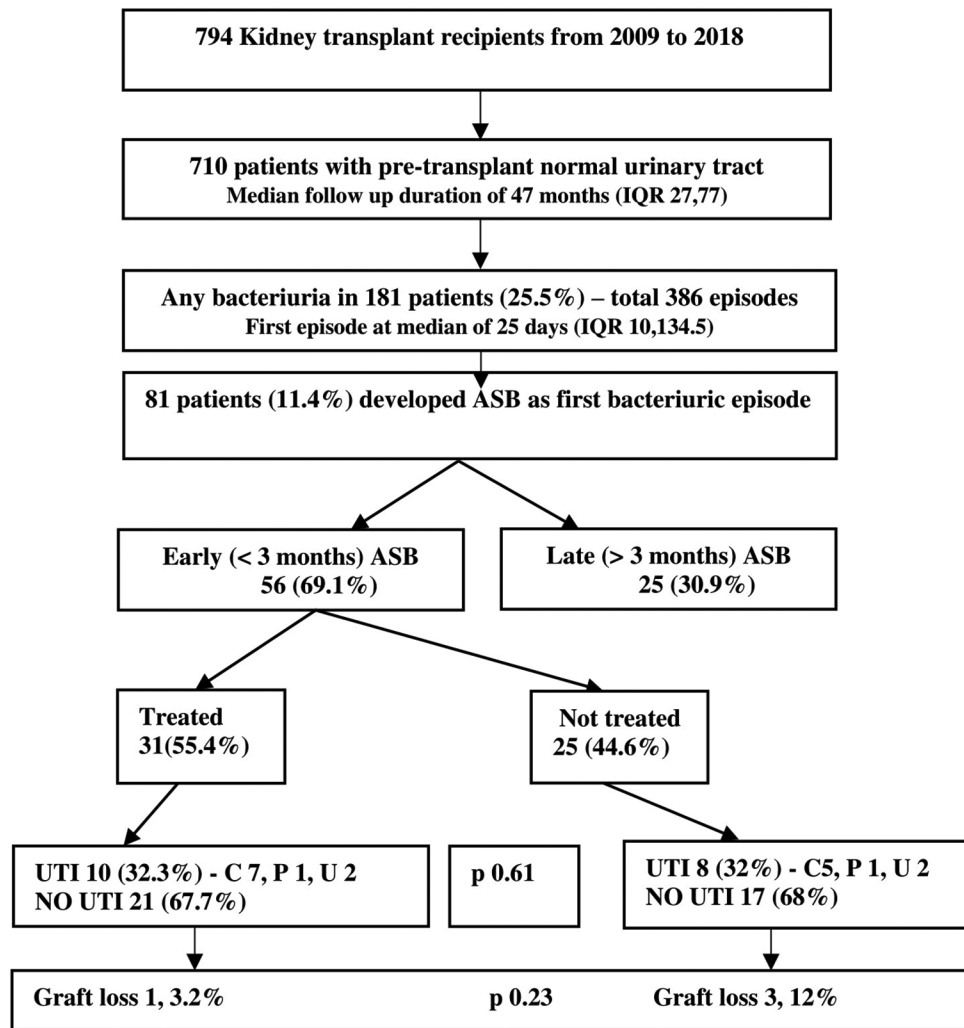 794 Kidney transplant recipients from 2009 to 2018
710 patients with pre-transplant normal urinary tract
Median follow up duration of 47 months (IQR 27,77)
Any bacteriuria in 181 patients (25.5%) – total 386 episodes
First episode at median of 25 days (IQR 10,134.5)
81 patients (11.4%) developed ASB as first bacteriuric episode
Early (< 3 months) ASB
56 (69.1%)
Late (> 3 months) ASB
25 (30.9%)
Treated
31(55.4%)
Not treated
25 (44.6%)
UTI 10 (32.3%) - C 7, P 1, U 2
NO UTI 21 (67.7%)
p 0.61
UTI 8 (32%) - C5, P 1, U 2
NO UTI 17 (68%)
Graft loss 1, 3.2% p 0.23 Graft loss 3, 12%